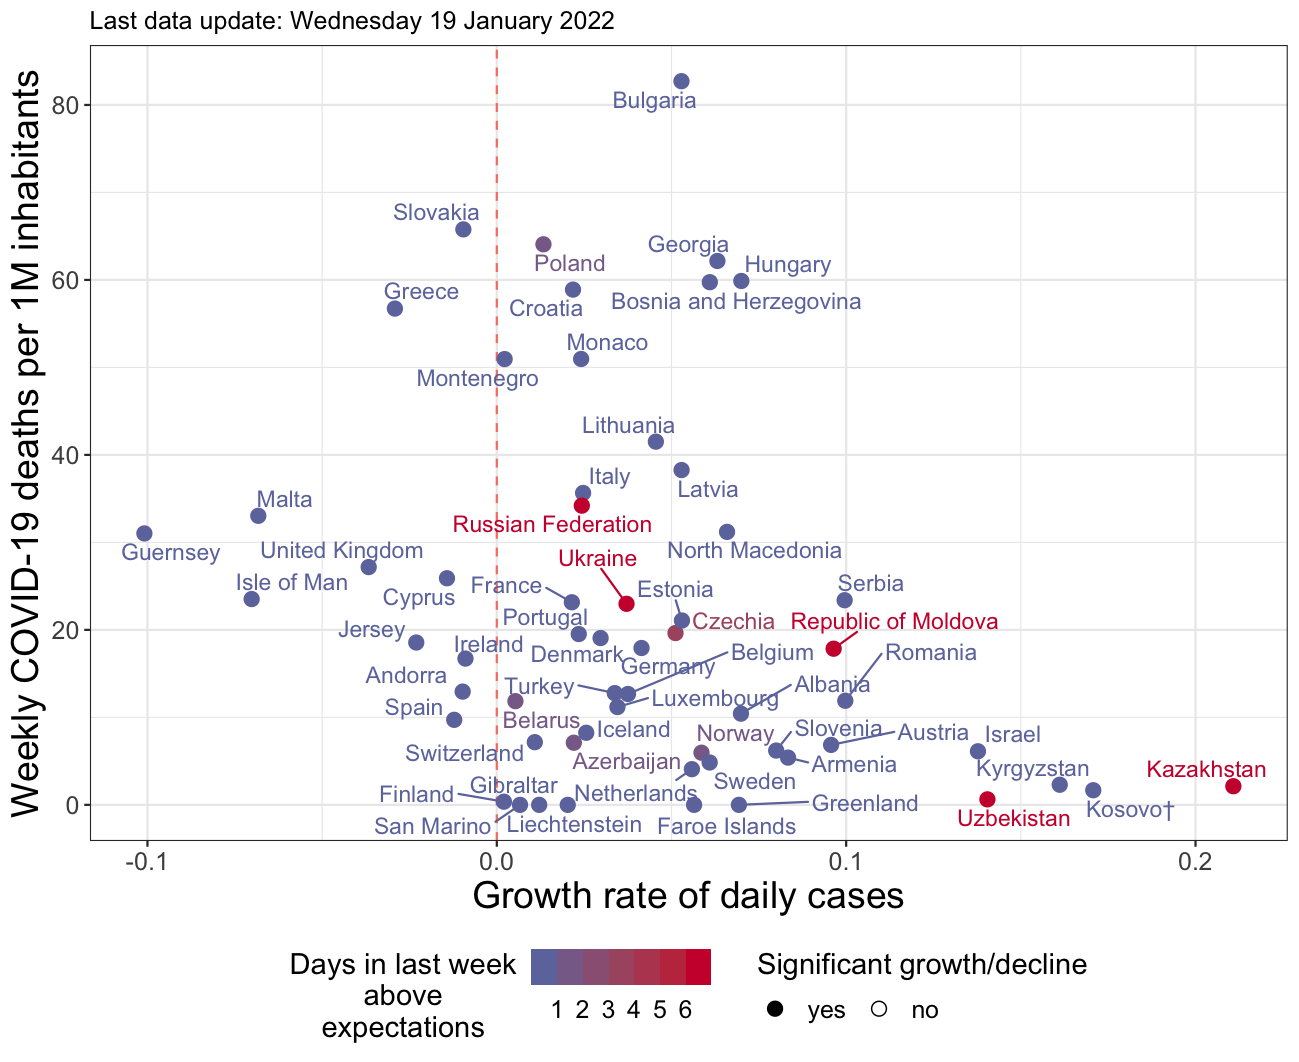 Last data update: Wednesday 19 January 2022
Weekly COVID-19 deaths per 1M inhabitants
80
60
40
20
0
Bulgaria
Slovakia
Poland
Georgia
Hungary
Greece
Croatia
Bosnia and Herzegovina
Monaco
Montenegro
Lithuania
Italy
Latvia
Malta
Russian Federation
Guernsey
United Kingdom
North Macedonia
Ukraine
Isle of Man
Cyprus
France
Estonia
Serbia
Portugal
Czechia
Republic of Moldova
Jersey
Ireland
Denmark
Germany
Belgium
Romania
Andorra
Turkey
Luxembourg
Albania
Spain
Belarus
Iceland
Norway
Slovenia
Austria
Israel
Switzerland
Azerbaijan
Armenia
Kyrgyzstan
Kazakhstan
Finland
Gibraltar
Netherlands
Sweden
Greenland
Kosovo†
San Marino
Liechtenstein
Faroe Islands
Uzbekistan
-0.1
0.0
0.1
0.2
Growth rate of daily cases
Days in last week
above
expectations
1 2 3 4 5 6
Significant growth/decline
yes
no